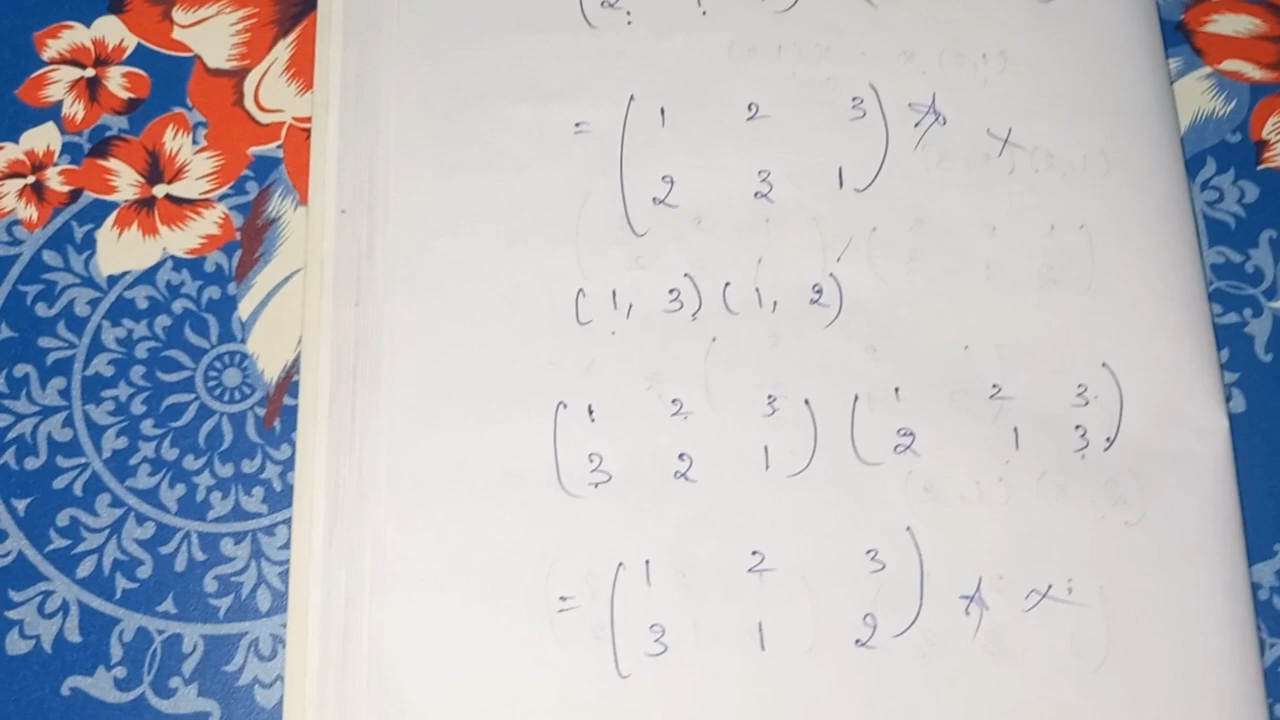 = ( 1 2 3 )
2 3 1
(1, 3) (1, 2)
( 1 2 3 ) ( 1 2 3 )
3 2 1 2 1 3
= ( 1 2 3 )
3 1 2